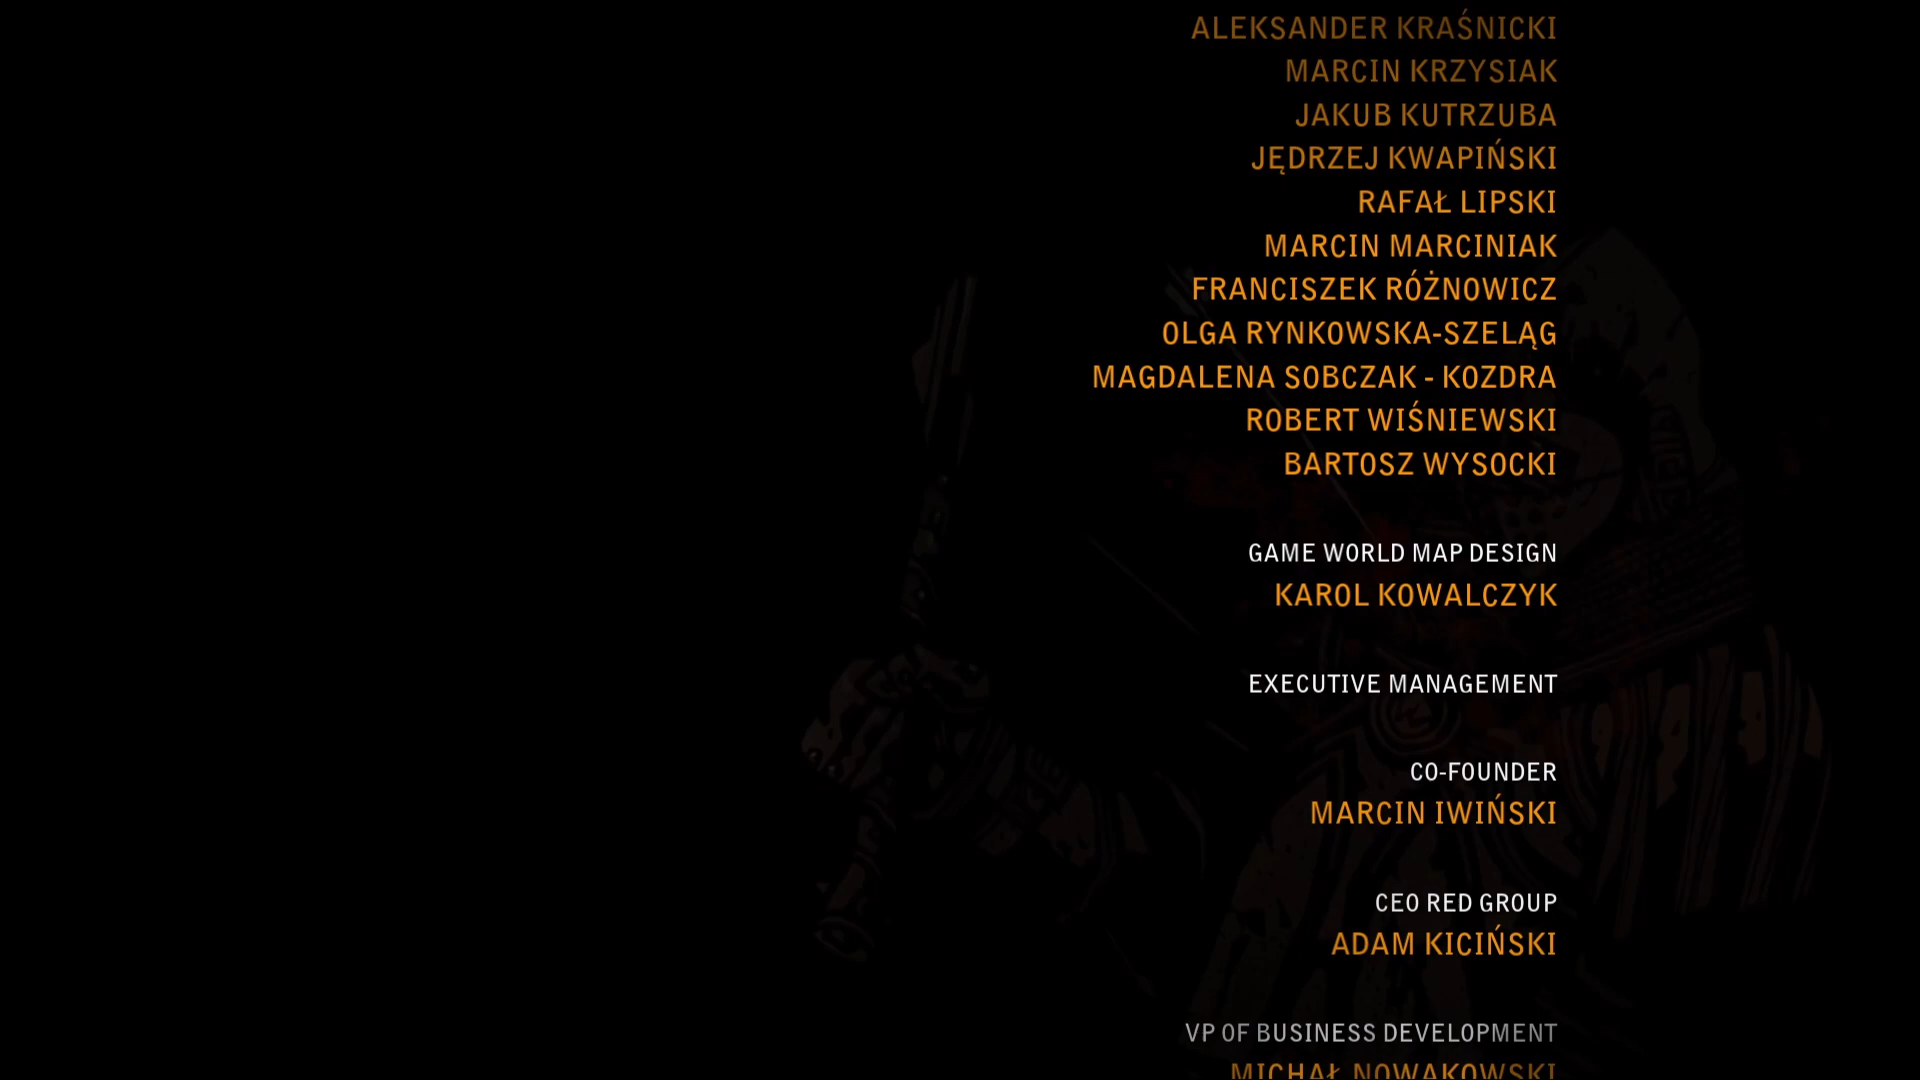 ALEKSANDER KRAŚNICKI
MARCIN KRZYSIAK
JAKUB KUTRZUBA
JĘDRZEJ KWAPIŃSKI
RAFAŁ LIPSKI
MARCIN MARCINIAK
FRANCISZEK RÓŻNOWICZ
OLGA RYNKOWSKA-SZELĄG
MAGDALENA SOBCZAK - KOZDRA
ROBERT WIŚNIEWSKI
BARTOSZ WYSOCKI
GAME WORLD MAP DESIGN
KAROL KOWALCZYK
EXECUTIVE MANAGEMENT
CO-FOUNDER
MARCIN IWIŃSKI
CEO RED GROUP
ADAM KICIŃSKI
VP OF BUSINESS DEVELOPMENT
MICHAŁ NOWAKOWSKI